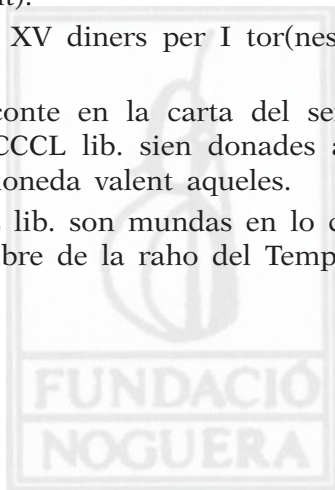 t).
XV diners per I tor(nes
conte en la carta del se
CCCL lib. sien donades a
oneda valent aqueles.
lib. son mundas en lo c
bre de la raho del Temp
FUNDACIÓ
NOGUERA